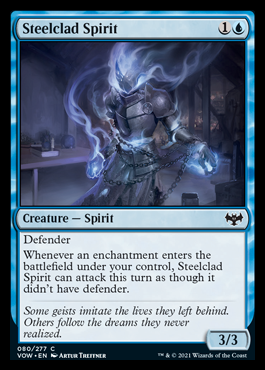 Steelclad Spirit 1
Creature — Spirit
Defender
Whenever an enchantment enters the
battlefield under your control, Steelclad
Spirit can attack this turn as though it
didn't have defender.
Some geists imitate the lives they left behind.
Others follow the dreams they never
realized.
3/3
080/277 C
VOW • EN Artur Treffner
™ & © 2021 Wizards of the Coast